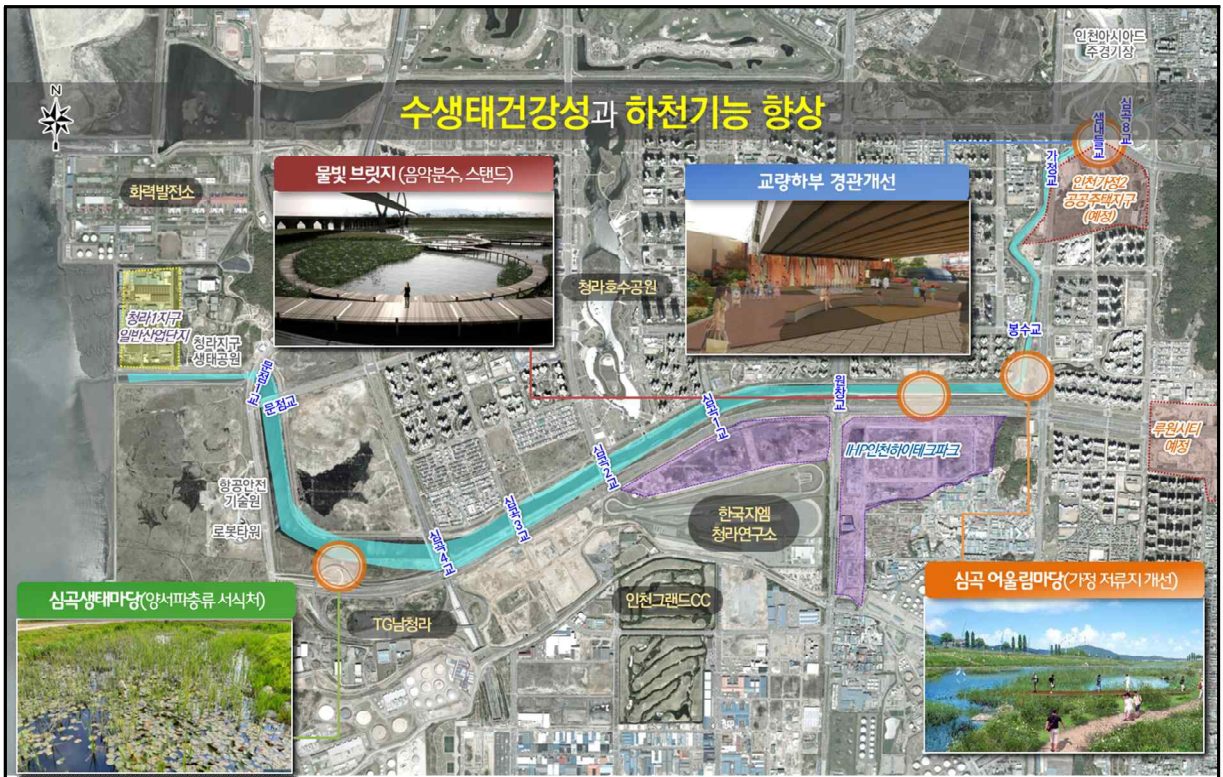 인천아시아드
주경기장
N
수생태건강성과 하천기능 향상
심곡8교
샘내들교
가정교
물빛 브릿지(음악분수, 스탠드)
교량하부 경관개선
인천가정2
공공주택지구
(예정)
화력발전소
청라호수공원
청라1지구
일반산업단지
청라지구
생태공원
봉수교
문점1교
문정교
원창교
심곡1교
루원시티
예정
IHP인천하이테크파크
심곡2교
항공안전
기술원
로봇타워
심곡3교
한국지엠
청라연구소
심곡4교
심곡생태마당(양서파충류 서식처)
인천그랜드CC
심곡 어울림마당(가정 저류지 개선)
TG남청라